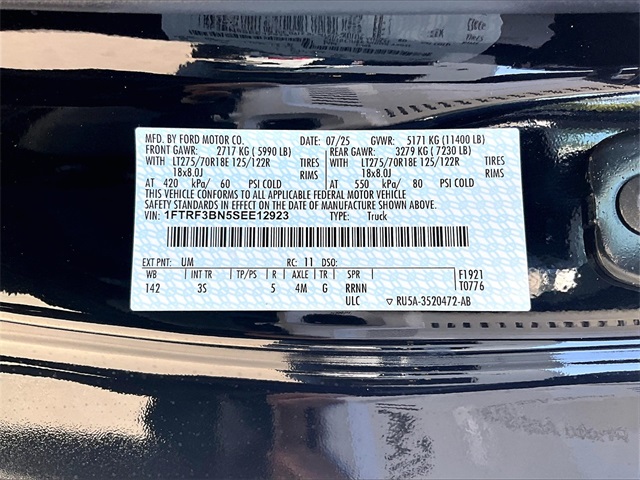 MFD. BY FORD MOTOR CO. DATE: 07/25 GVWR: 5171 KG (11400 LB)
FRONT GAWR: 2717 KG ( 5990 LB) REAR GAWR: 3279 KG ( 7230 LB)
WITH LT275/70R18E 125/122R TIRES WITH LT275/70R18E 125/122R TIRES
18x8.0J RIMS 18x8.0J RIMS
AT 420 kPa/ 60 PSI COLD AT 550 kPa/ 80 PSI COLD
THIS VEHICLE CONFORMS TO ALL APPLICABLE FEDERAL MOTOR VEHICLE
SAFETY STANDARDS IN EFFECT ON THE DATE OF MANUFACTURE SHOWN ABOVE.
VIN: 1FTRF3BN5SEE12923 TYPE: Truck
EXT PNT: UM RC: 11 DSO:
WB INT TR TP/PS R AXLE TR SPR F1921
142 3S 5 4M G RRNN T0776
ULC ▽ RU5A-3520472-AB